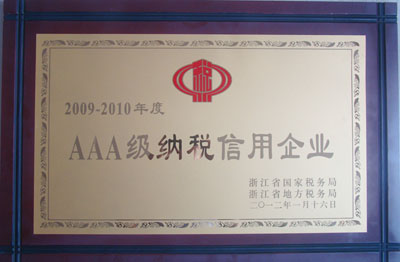 税
2009-2010年度
AAA级纳税信用企业
浙江省国家税务局
浙江省地方税务局
二〇一二年一月十六日